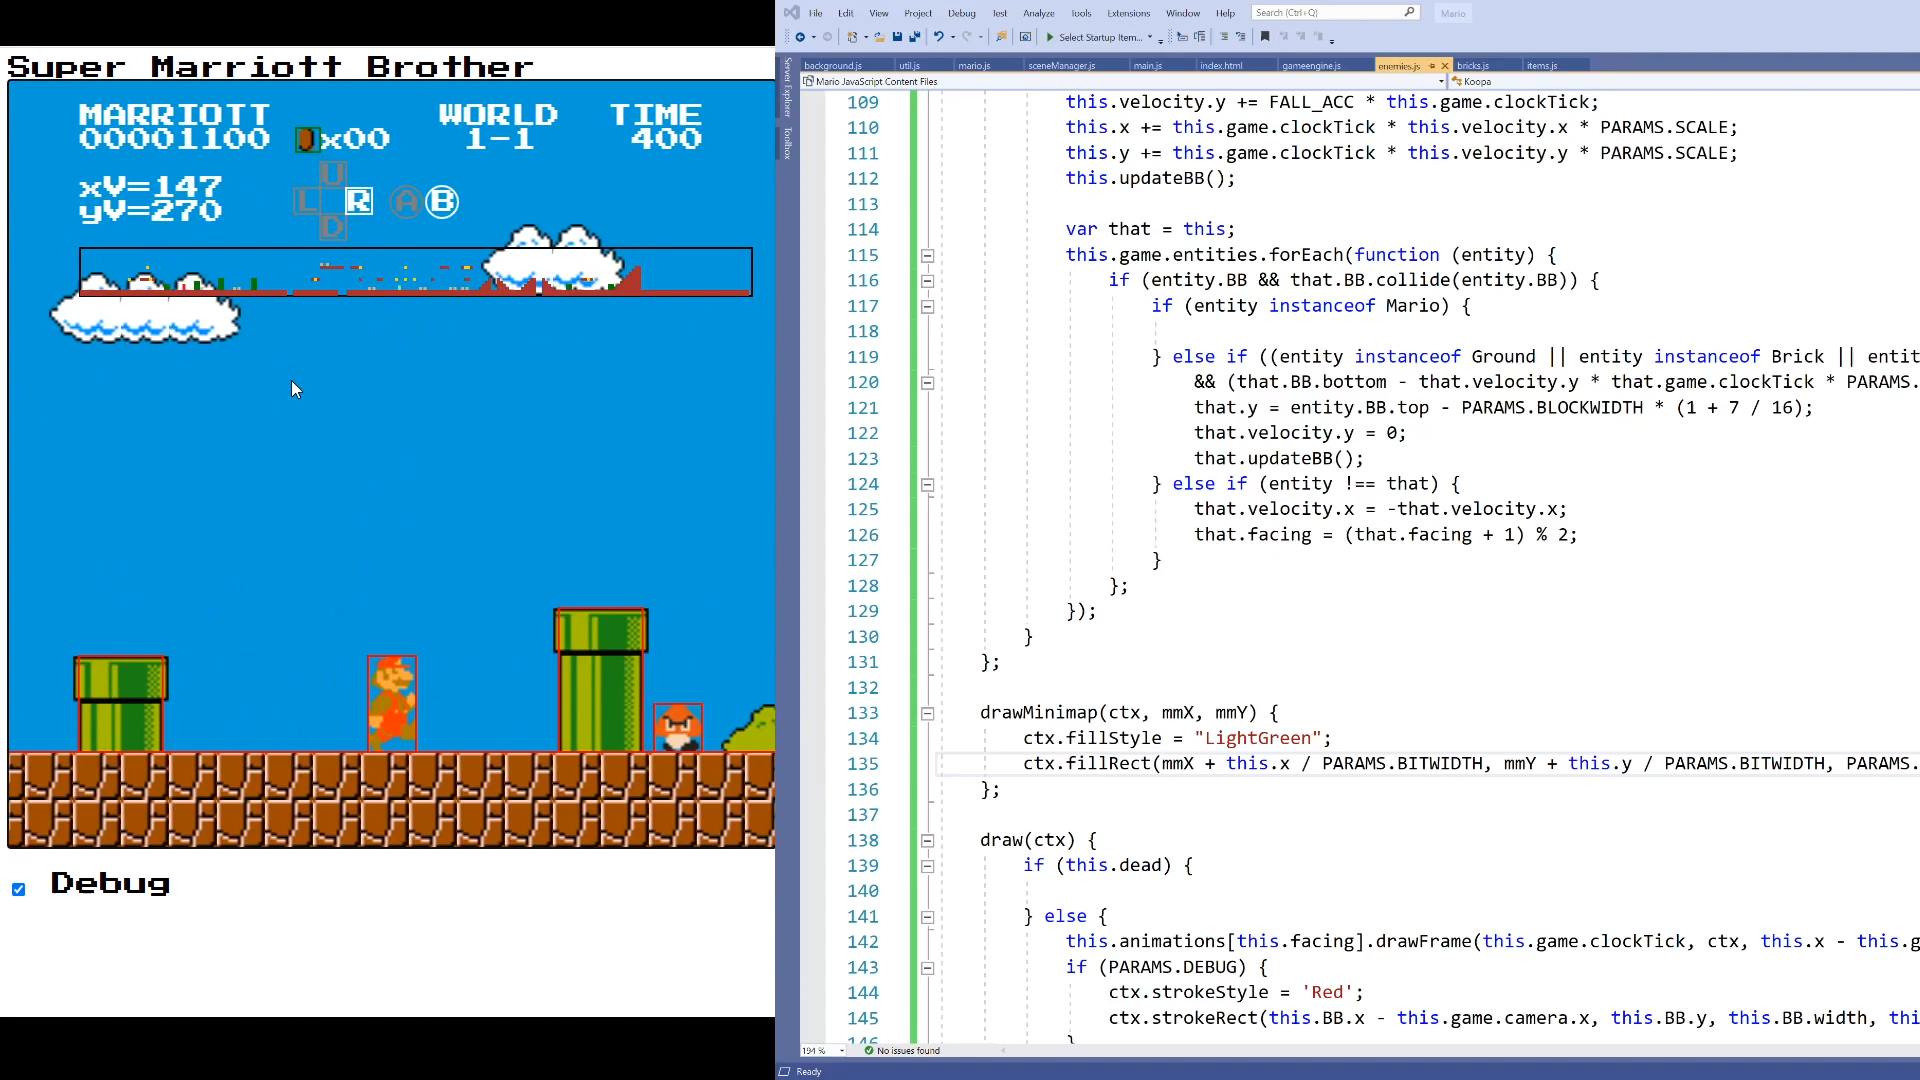 Super Marriott Brother
MARRIOTT WORLD TIME
00001100 x00 1-1 400
xV=147
yV=270
U
L R A B
D
Debug
File Edit View Project Debug Test Analyze Tools Extensions Window Help Search (Ctrl+Q) Mario
Select Startup Item...
background.js util.js mario.js sceneManager.js main.js index.html gameengine.js enemies.js bricks.js items.js
Mario JavaScript Content Files Koopa
Server Explorer
Toolbox
109 this.velocity.y += FALL_ACC * this.game.clockTick;
110 this.x += this.game.clockTick * this.velocity.x * PARAMS.SCALE;
111 this.y += this.game.clockTick * this.velocity.y * PARAMS.SCALE;
112 this.updateBB();
113
114 var that = this;
115 this.game.entities.forEach(function (entity) {
116 if (entity.BB && that.BB.collide(entity.BB)) {
117 if (entity instanceof Mario) {
118
119 } else if ((entity instanceof Ground || entity instanceof Brick || entit
120 && (that.BB.bottom - that.velocity.y * that.game.clockTick * PARAMS.
121 that.y = entity.BB.top - PARAMS.BLOCKWIDTH * (1 + 7 / 16);
122 that.velocity.y = 0;
123 that.updateBB();
124 } else if (entity !== that) {
125 that.velocity.x = -that.velocity.x;
126 that.facing = (that.facing + 1) % 2;
127 }
128 };
129 });
130 }
131 };
132
133 drawMinimap(ctx, mmX, mmY) {
134 ctx.fillStyle = "LightGreen";
135 ctx.fillRect(mmX + this.x / PARAMS.BITWIDTH, mmY + this.y / PARAMS.BITWIDTH, PARAMS.
136 };
137
138 draw(ctx) {
139 if (this.dead) {
140
141 } else {
142 this.animations[this.facing].drawFrame(this.game.clockTick, ctx, this.x - this.g
143 if (PARAMS.DEBUG) {
144 ctx.strokeStyle = 'Red';
145 ctx.strokeRect(this.BB.x - this.game.camera.x, this.BB.y, this.BB.width, thi
146 }
194 % No issues found
Ready